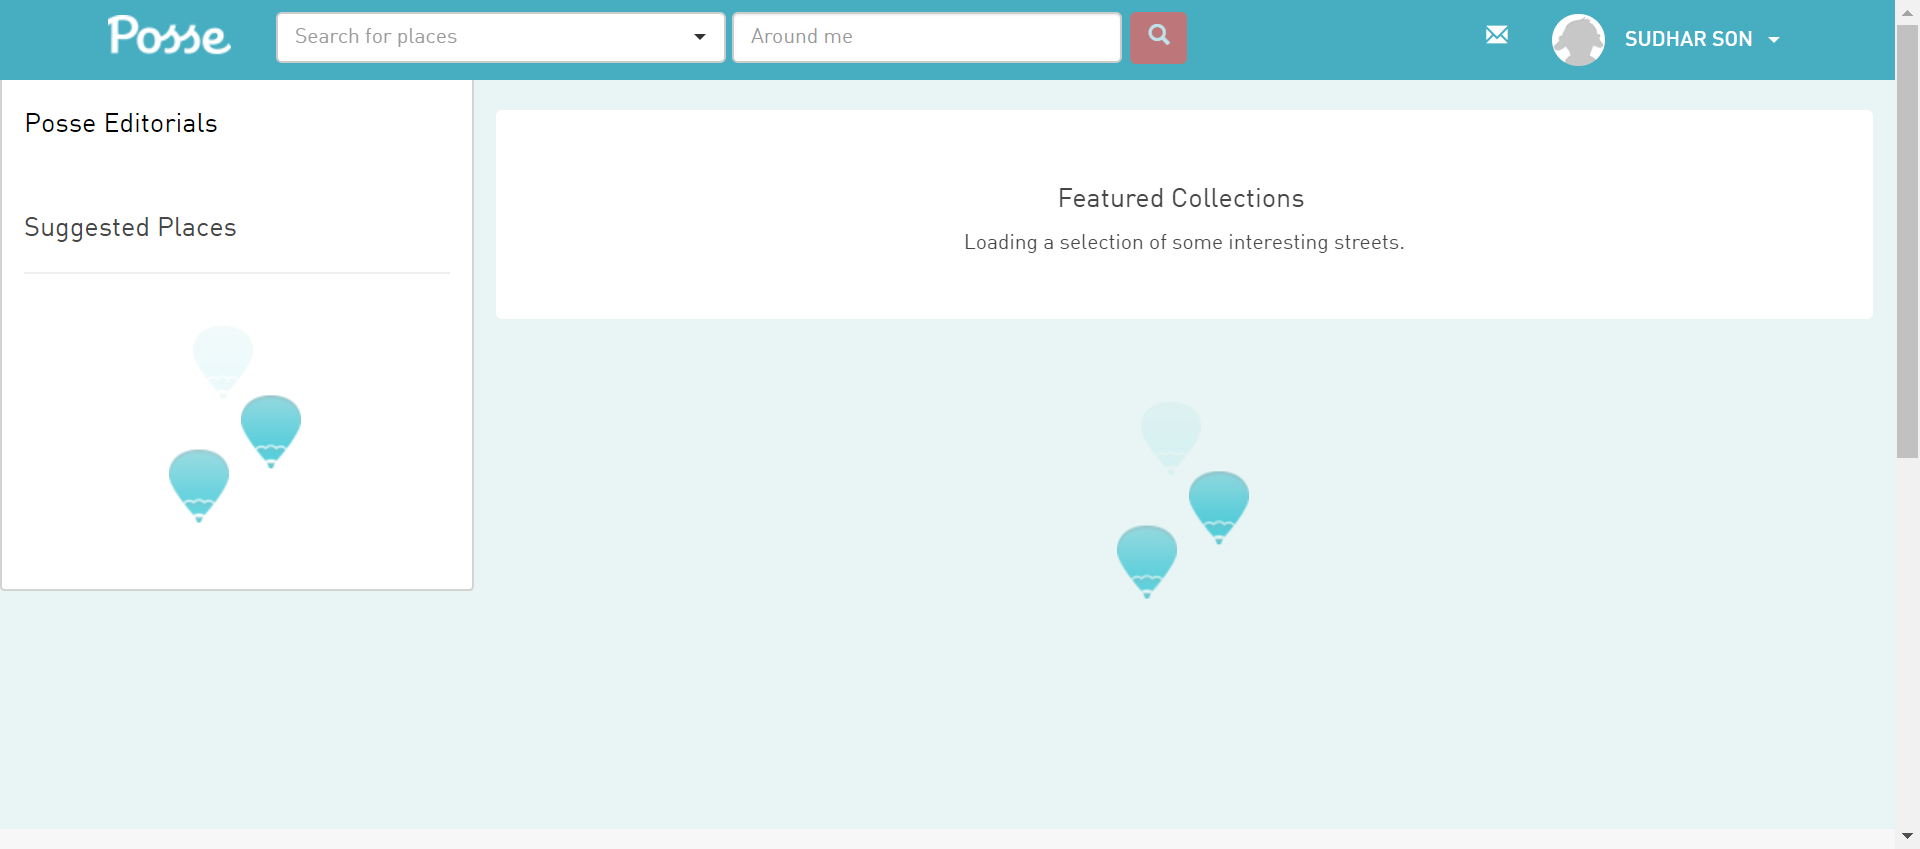 Posse
Search for places
Around me
SUDHAR SON
Posse Editorials
Suggested Places
Featured Collections
Loading a selection of some interesting streets.